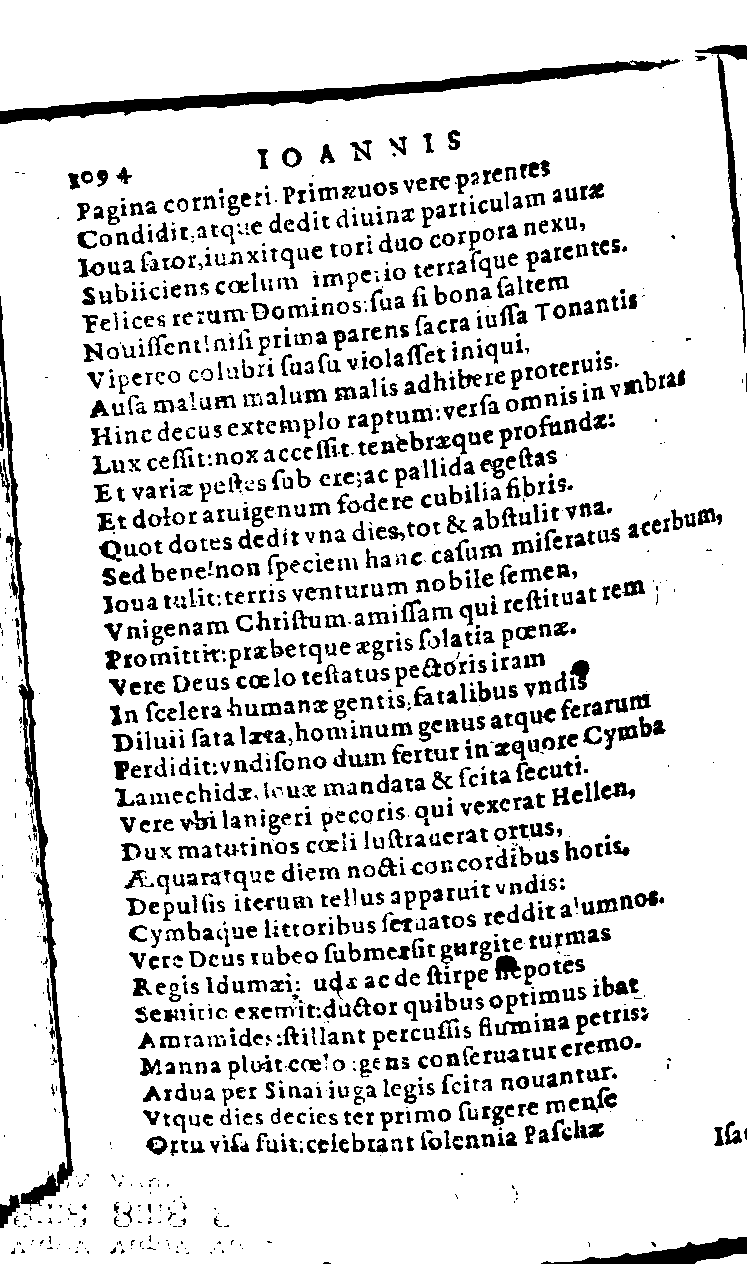 1094 IOANNIS
Pagina cornigeri. Primæuos vere parentes
Condidit, atque dedit diuinæ particulam auræ
Ioua sator, iunxitque tori duo corpora nexu,
Subiiciens cœlum imperio terrasque parentes.
Felices rerum Dominos: sua si bona saltem
Nouissent! nisi prima parens sacra iussa Tonantis
Vipereo colubri suasu violasset iniqui,
Ausa malum malum malis adhibere proteruis.
Hinc decus extemplo raptum: versa omnis in vmbras
Lux cessit: nox accessit tenebræque profundæ:
Et variæ pestes sub ere; ac pallida egestas
Et dolor aruigenum fodere cubilia fibris.
Quot dotes dedit vna dies, tot & abstulit vna.
Sed bene! non speciem hanc casum miseratus acerbum,
Ioua tulit: terris venturum nobile semen,
Vnigenam Christum amissam qui restituat rem
Promittit: præbetque ægris solatia pœnæ.
Vere Deus cœlo testatus pectoris iram
In scelera humanæ gentis, fatalibus vndis
Diluii sata læta, hominum genus atque ferarum
Perdidit: vndisono dum fertur in æquore Cymba
Lamechidæ, Iouæ mandata & scita secuti.
Vere vbi lanigeri pecoris qui vexerat Hellen,
Dux matutinos cœli lustrauerat ortus,
Æquaratque diem nocti concordibus horis,
Depulsis iterum tellus apparuit vndis:
Cymbaque littoribus seruatos reddit alumnos.
Vere Deus rubeo submersit gurgite turmas
Regis Idumæi; udæ ac de stirpe nepotes
Semitic exemit: ductor quibus optimus ibat
Amramides: stillant percussis flumina petris:
Manna pluit cœlo: gens conseruatur eremo.
Ardua per Sinai iuga legis scita nouantur.
Vtque dies decies ter primo surgere mense
Ortu visa fuit: celebrant solennia Paschæ
Isa